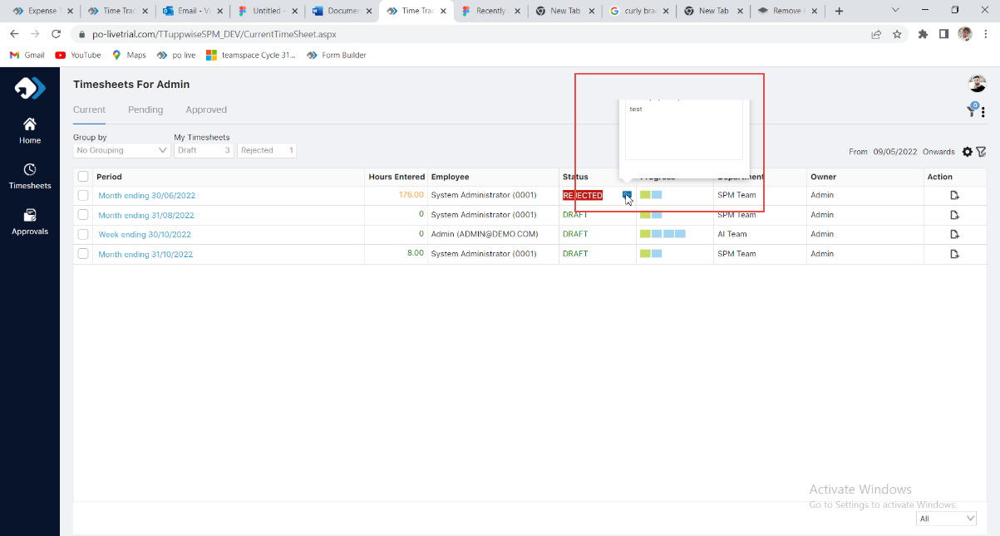 Expense T
Time Trac
Email - Vi
Untitled –
Documen
Time Trac
Recently
New Tab
curly brac
New Tab
Remove B
po-livetrial.com/TTuppwiseSPM_DEV/CurrentTimeSheet.aspx
Gmail YouTube Maps po live teamspace Cycle 31... Form Builder
Home
Timesheets
Approvals
Timesheets For Admin
Current Pending Approved
0
test
Group by My Timesheets
No Grouping Draft 3 Rejected 1
From 09/05/2022 Onwards
Period Hours Entered Employee Status Progress Department Owner Action
Month ending 30/06/2022 176.00 System Administrator (0001) REJECTED SPM Team Admin
Month ending 31/08/2022 0 System Administrator (0001) DRAFT SPM Team Admin
Week ending 30/10/2022 0 Admin (ADMIN@DEMO.COM) DRAFT AI Team Admin
Month ending 31/10/2022 8.00 System Administrator (0001) DRAFT SPM Team Admin
Activate Windows
Go to Settings to activate Windows.
All